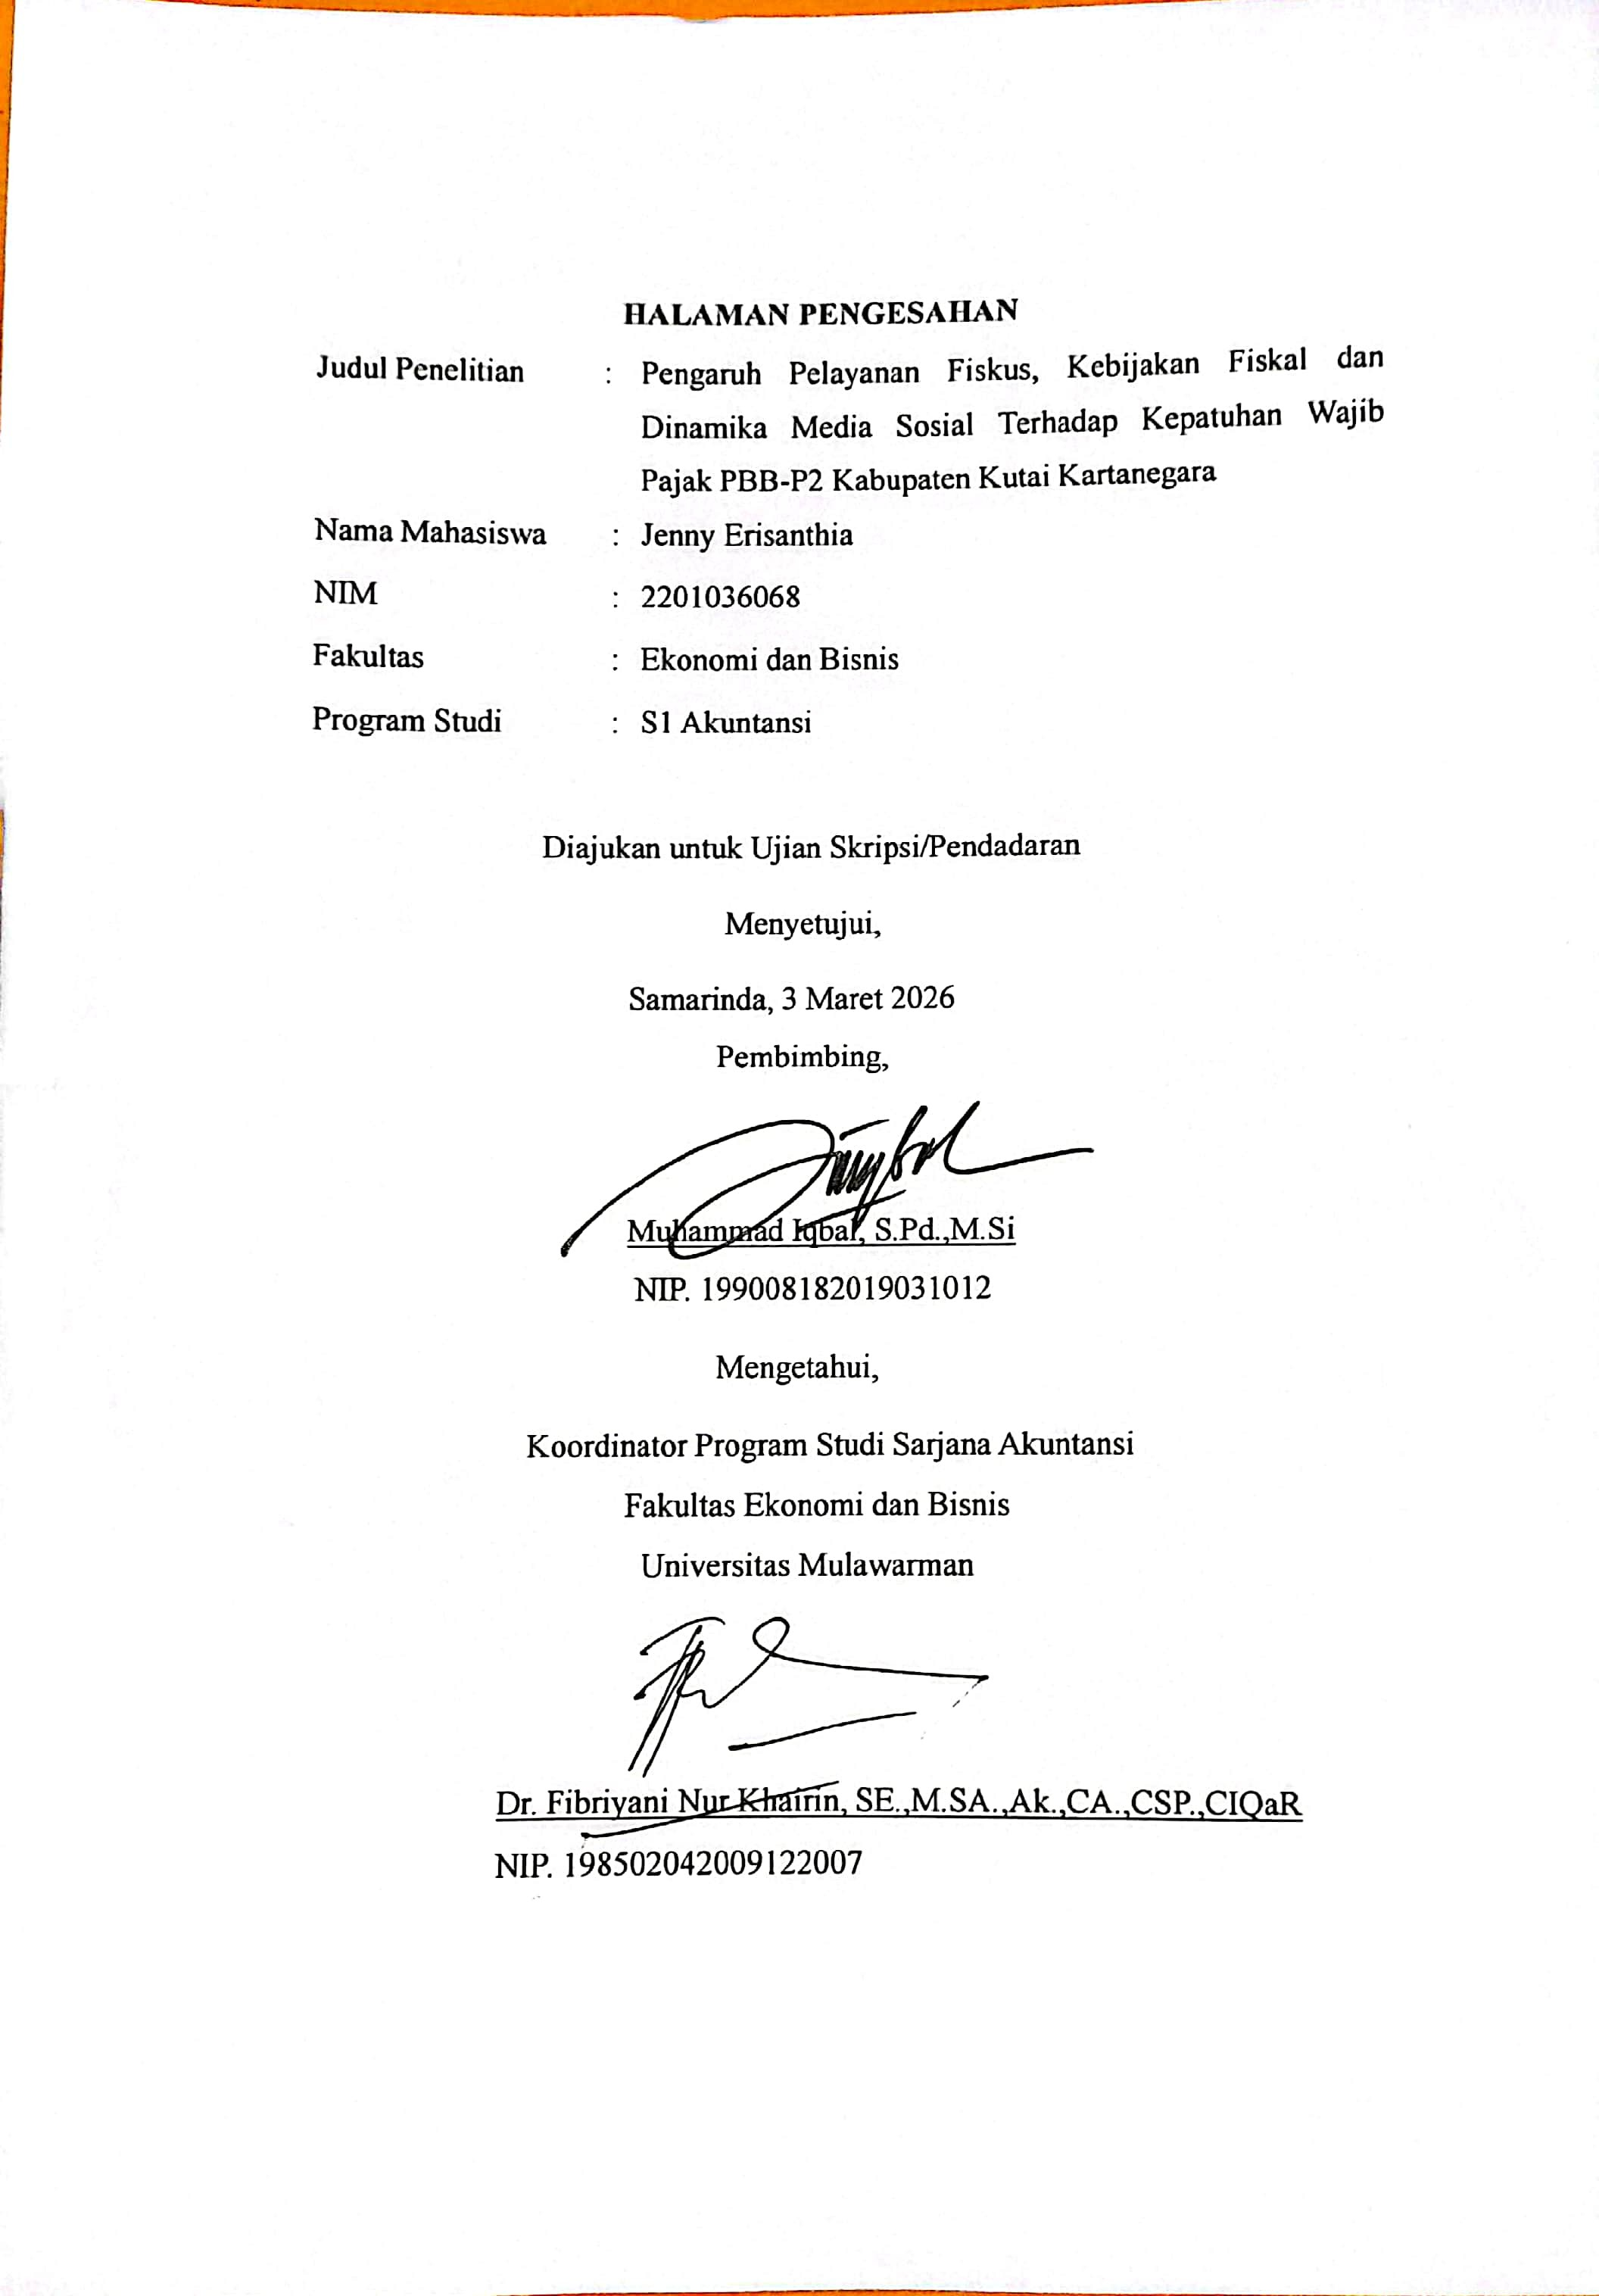 HALAMAN PENGESAHAN
Judul Penelitian : Pengaruh Pelayanan Fiskus, Kebijakan Fiskal dan
Dinamika Media Sosial Terhadap Kepatuhan Wajib
Pajak PBB-P2 Kabupaten Kutai Kartanegara
Nama Mahasiswa : Jenny Erisanthia
NIM : 2201036068
Fakultas : Ekonomi dan Bisnis
Program Studi : S1 Akuntansi
Diajukan untuk Ujian Skripsi/Pendadaran
Menyetujui,
Samarinda, 3 Maret 2026
Pembimbing,
Muhammad Iqbal, S.Pd.,M.Si
NIP. 199008182019031012
Mengetahui,
Koordinator Program Studi Sarjana Akuntansi
Fakultas Ekonomi dan Bisnis
Universitas Mulawarman
Dr. Fibriyani Nur Khairin, SE.,M.SA.,Ak.,CA.,CSP.,CIQaR
NIP. 198502042009122007